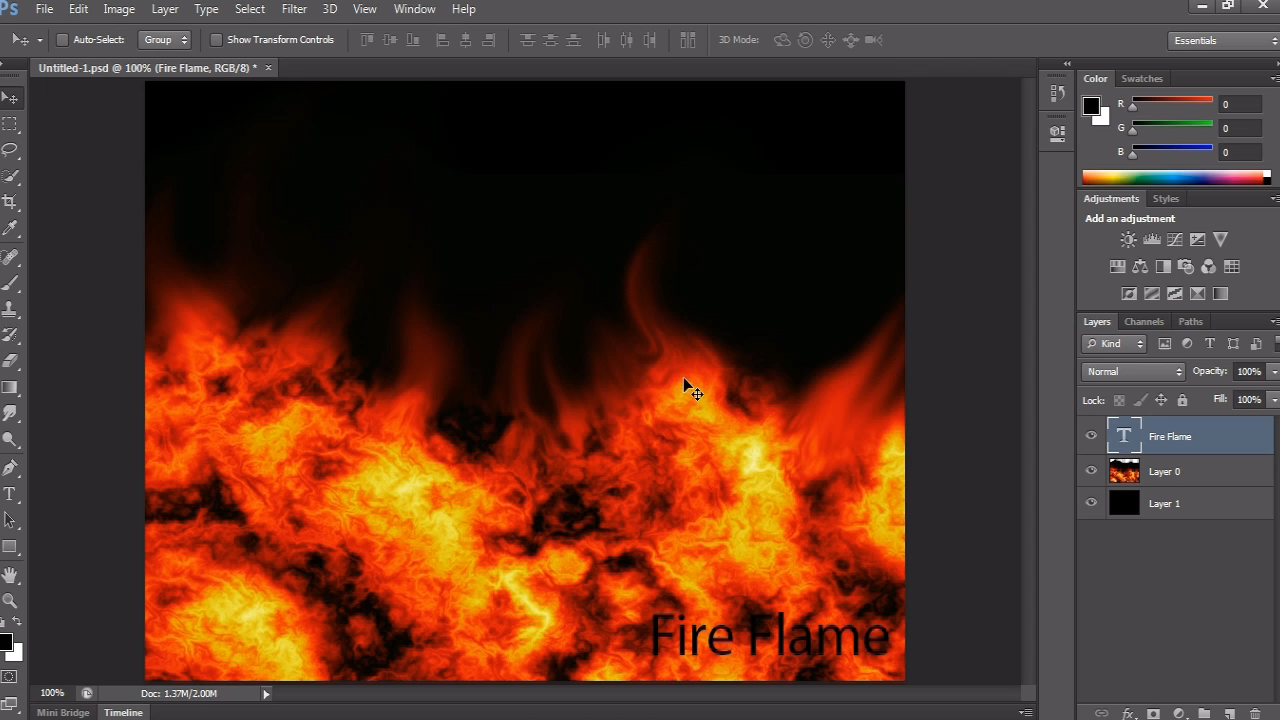 Ps File Edit Image Layer Type Select Filter 3D View Window Help
Auto-Select: Group Show Transform Controls 3D Mode: Essentials
Untitled-1.psd @ 100% (Fire Flame, RGB/8) * ×
Color Swatches
R 0
G 0
B 0
Adjustments Styles
Add an adjustment
Layers Channels Paths
Kind T
Normal Opacity: 100%
Lock: Fill: 100%
T Fire Flame
Layer 0
Layer 1
Fire Flame
100% Doc: 1.37M/2.00M
Mini Bridge Timeline
fx